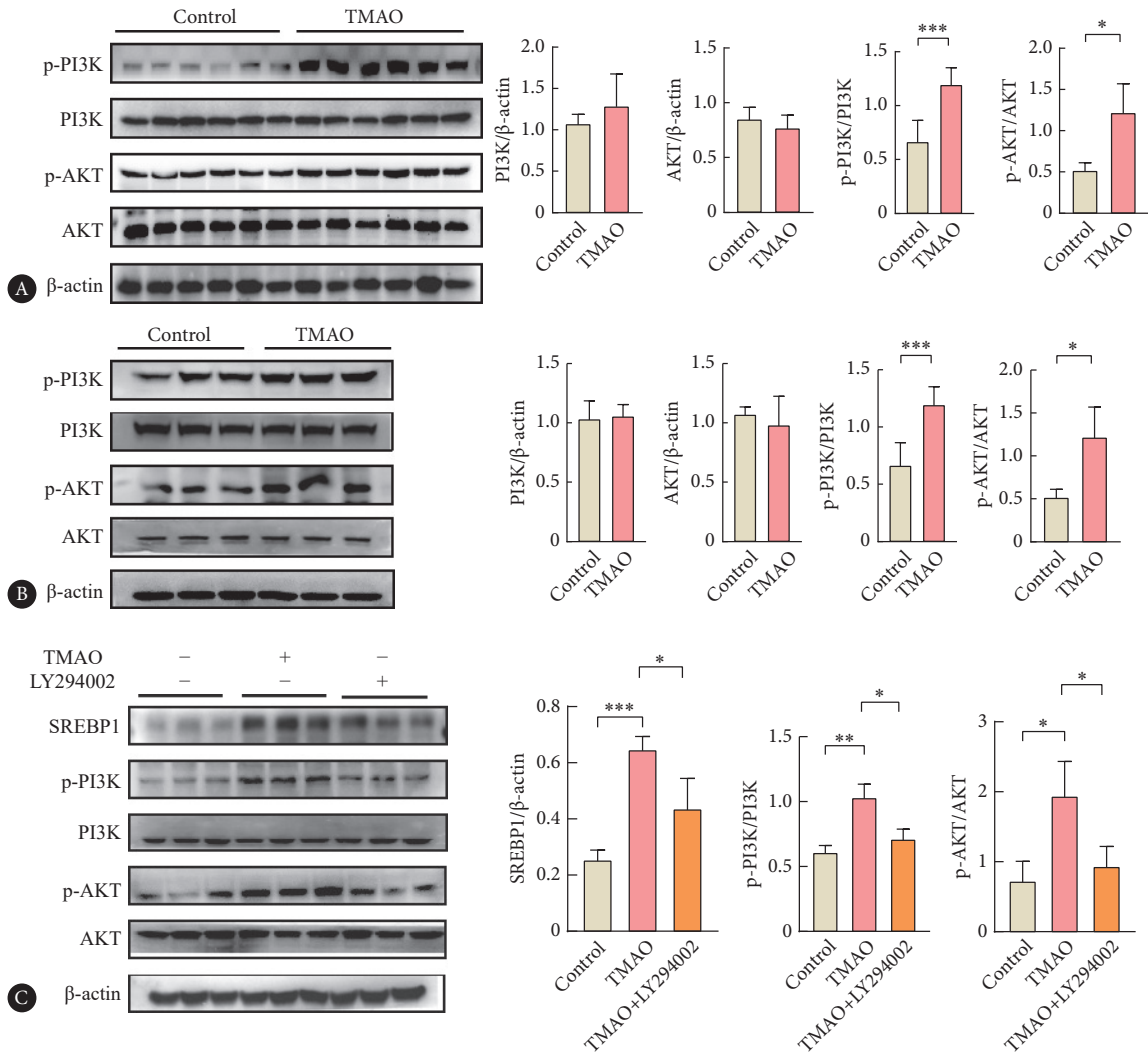 Control TMAO
p-PI3K
PI3K
p-AKT
AKT
β-actin
A
PI3K/β-actin
2.0
1.5
1.0
0.5
0
Control
TMAO
AKT/β-actin
2.0
1.5
1.0
0.5
0
Control
TMAO
p-PI3K/PI3K
1.5
1.0
0.5
0
***
Control
TMAO
p-AKT/AKT
2.0
1.5
1.0
0.5
0
*
Control
TMAO
Control TMAO
p-PI3K
PI3K
p-AKT
AKT
β-actin
B
PI3K/β-actin
1.5
1.0
0.5
0
Control
TMAO
AKT/β-actin
1.5
1.0
0.5
0
Control
TMAO
p-PI3K/PI3K
1.5
1.0
0.5
0
***
Control
TMAO
p-AKT/AKT
2.0
1.5
1.0
0.5
0
*
Control
TMAO
TMAO − + −
LY294002 − − +
SREBP1
p-PI3K
PI3K
p-AKT
AKT
β-actin
C
SREBP1/β-actin
0.8
0.6
0.4
0.2
0
***
*
Control
TMAO
TMAO+LY294002
p-PI3K/PI3K
1.5
1.0
0.5
0
**
*
Control
TMAO
TMAO+LY294002
p-AKT/AKT
3
2
1
0
*
*
Control
TMAO
TMAO+LY294002